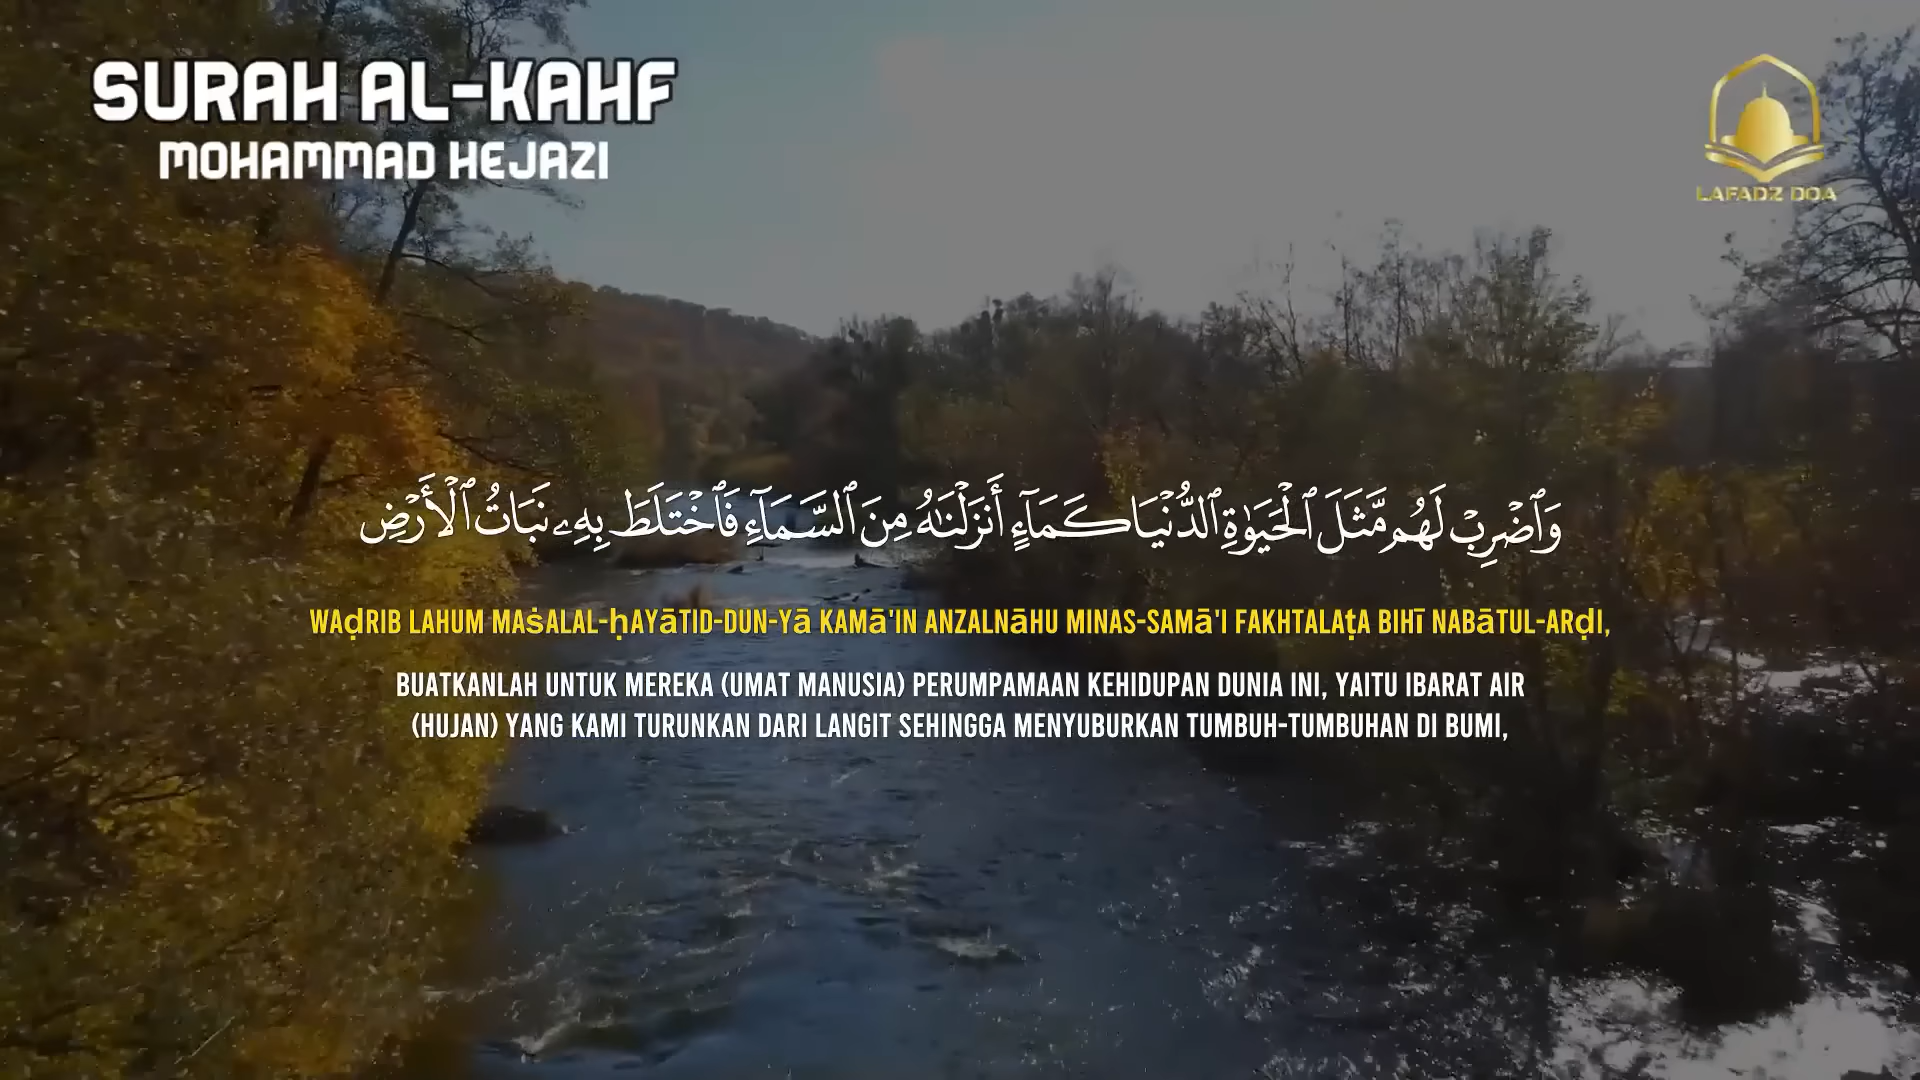 SURAH AL-KAHF
MOHAMMAD HEJAZI
LAFADZ DOA
وَٱضْرِبْ لَهُم مَّثَلَ ٱلْحَيَوٰةِ ٱلدُّنْيَا كَمَآءٍ أَنزَلْنَـٰهُ مِنَ ٱلسَّمَآءِ فَٱخْتَلَطَ بِهِۦ نَبَاتُ ٱلْأَرْضِ
WAḍRIB LAHUM MAṡALAL-ḥAYāTID-DUN-Yā KAMā'IN ANZALNāHU MINAS-SAMā'I FAKHTALAṭA BIHī NABāTUL-ARḍI,
BUATKANLAH UNTUK MEREKA (UMAT MANUSIA) PERUMPAMAAN KEHIDUPAN DUNIA INI, YAITU IBARAT AIR
(HUJAN) YANG KAMI TURUNKAN DARI LANGIT SEHINGGA MENYUBURKAN TUMBUH-TUMBUHAN DI BUMI,